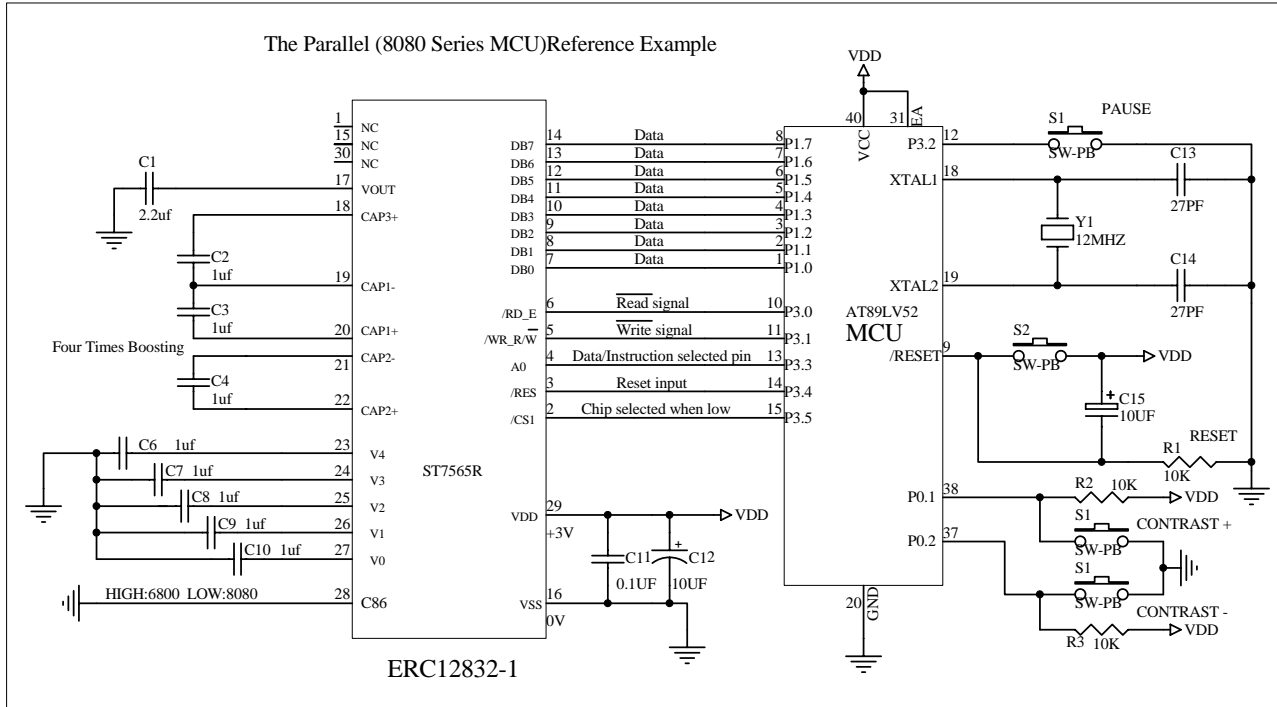 The Parallel (8080 Series MCU)Reference Example
1 NC
15 NC
30 NC
C1
2.2uf
17 VOUT
18 CAP3+
C2
1uf
19 CAP1-
C3
1uf
20 CAP1+
Four Times Boosting
CAP2-
21
C4
1uf
22 CAP2+
C6 1uf 23 V4
C7 1uf 24 V3
C8 1uf 25 V2
C9 1uf 26 V1
C10 1uf 27 V0
HIGH:6800 LOW:8080 28 C86
ST7565R
ERC12832-1
DB7 14 Data 8 P1.7
DB6 13 Data 7 P1.6
DB5 12 Data 6 P1.5
DB4 11 Data 5 P1.4
DB3 10 Data 4 P1.3
DB2 9 Data 3 P1.2
DB1 8 Data 2 P1.1
DB0 7 Data 1 P1.0
/RD_E 6 Read signal 10 P3.0
/WR_R/W 5 Write signal 11 P3.1
A0 4 Data/Instruction selected pin 13 P3.3
/RES 3 Reset input 14 P3.4
/CS1 2 Chip selected when low 15 P3.5
VDD 29 VDD
+3V
C11
0.1UF
C12
10UF
VSS 16
0V
VDD
40 VCC
31 EA
AT89LV52
MCU
20 GND
P3.2 12
S1 PAUSE
SW-PB
XTAL1 18
C13
27PF
Y1
12MHZ
XTAL2 19
C14
27PF
/RESET 9
S2
SW-PB
VDD
C15
10UF
R1 RESET
10K
P0.1 38
R2 10K VDD
S1 CONTRAST +
SW-PB
P0.2 37
S1
SW-PB
CONTRAST -
R3 10K VDD